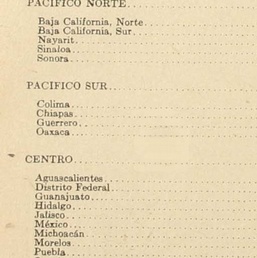 PACIFICO NORTE
Baja California, Norte
Baja California, Sur
Nayarit
Sinaloa
Sonora
PACIFICO SUR
Colima
Chiapas
Guerrero
Oaxaca
CENTRO
Aguascalientes
Distrito Federal
Guanajuato
Hidalgo
Jalisco
México
Michoacán
Morelos
Puebla